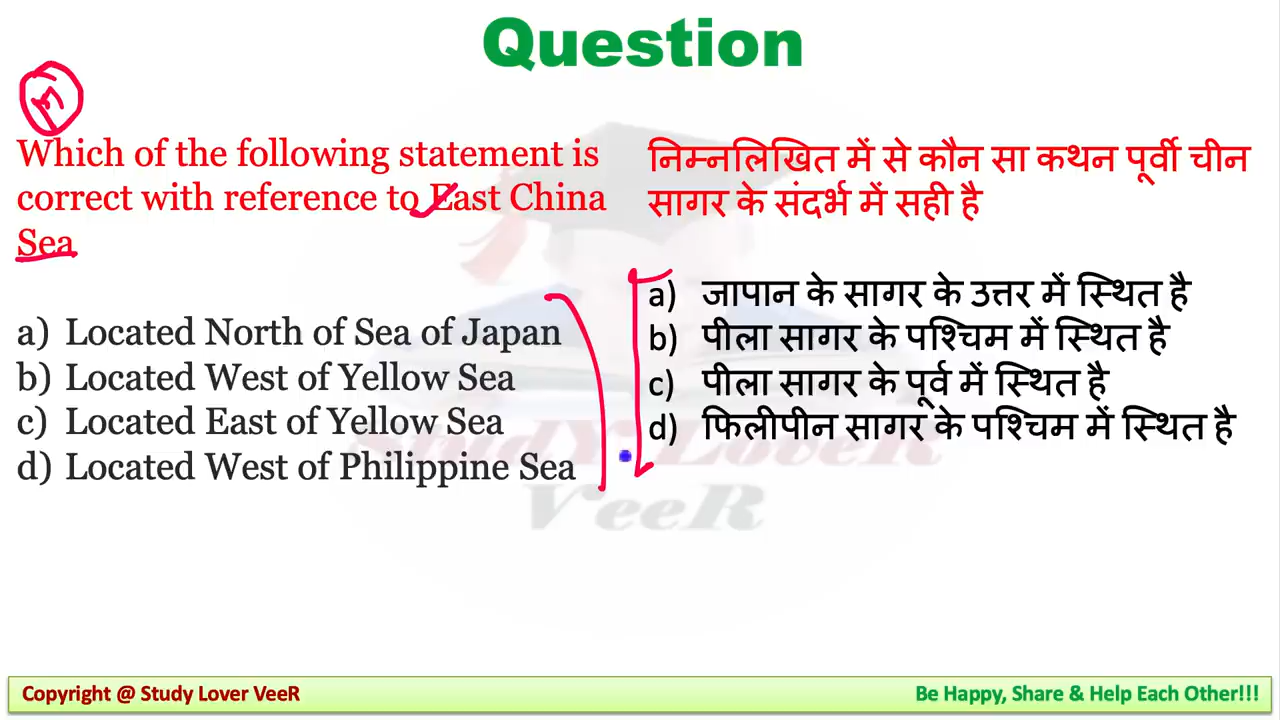 Question
Which of the following statement is
correct with reference to East China
Sea
a) Located North of Sea of Japan
b) Located West of Yellow Sea
c) Located East of Yellow Sea
d) Located West of Philippine Sea
निम्नलिखित में से कौन सा कथन पूर्वी चीन
सागर के संदर्भ में सही है
a) जापान के सागर के उत्तर में स्थित है
b) पीला सागर के पश्चिम में स्थित है
c) पीला सागर के पूर्व में स्थित है
d) फिलीपीन सागर के पश्चिम में स्थित है
StudY LoveR
VeeR
Copyright @ Study Lover VeeR
Be Happy, Share & Help Each Other!!!